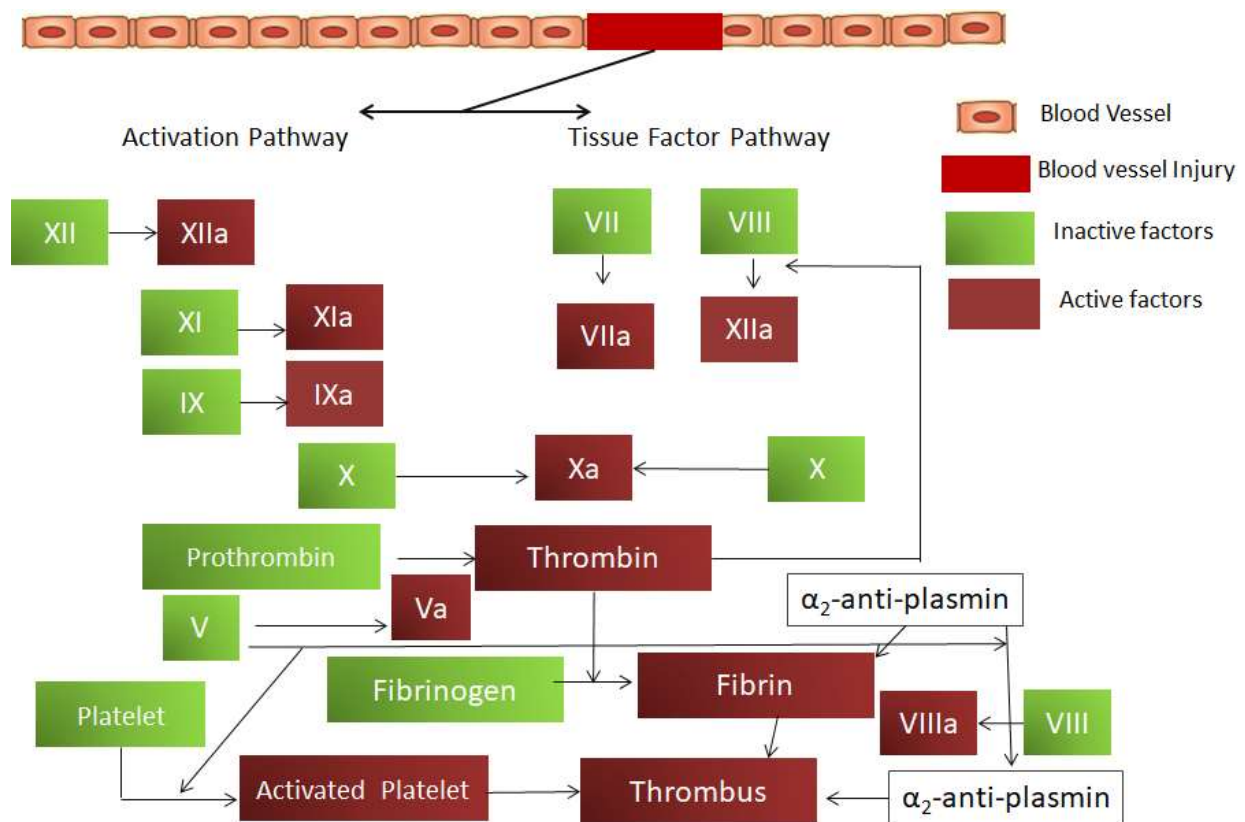 Activation Pathway
Tissue Factor Pathway
Blood Vessel
Blood vessel Injury
Inactive factors
Active factors
XII
XIIa
VII
VIII
XI
XIa
VIIa
XIIa
IX
IXa
X
Xa
X
Prothrombin
Thrombin
V
Va
α₂-anti-plasmin
Fibrinogen
Fibrin
Platelet
VIIIa
VIII
Activated Platelet
Thrombus
α₂-anti-plasmin